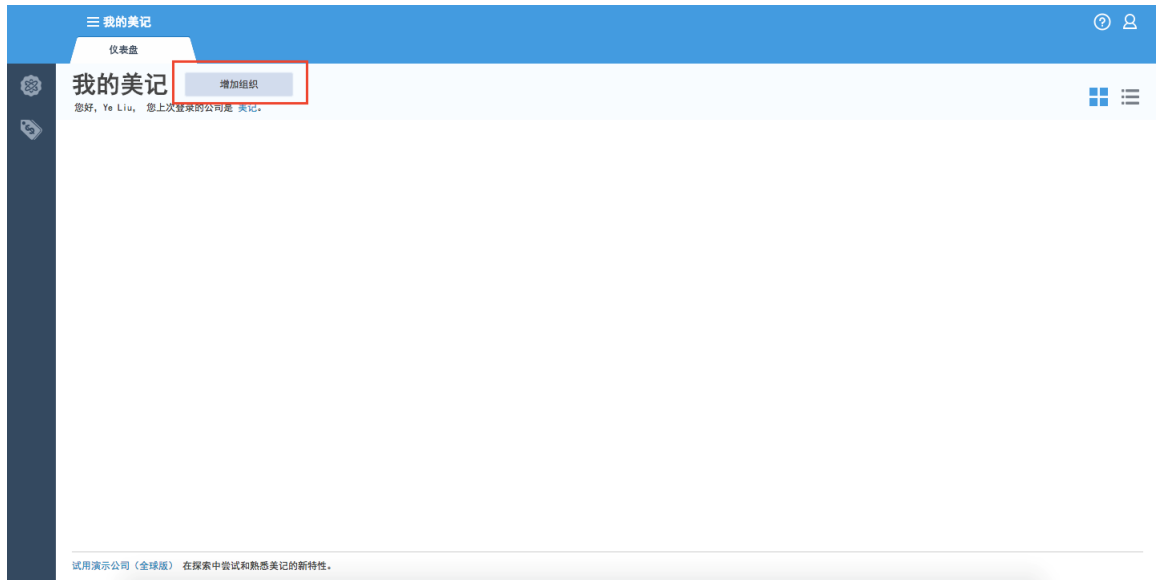 我的美记
仪表盘
我的美记 增加组织
您好，Ye Liu， 您上次登录的公司是 美记。
试用演示公司（全球版） 在探索中尝试和熟悉美记的新特性。